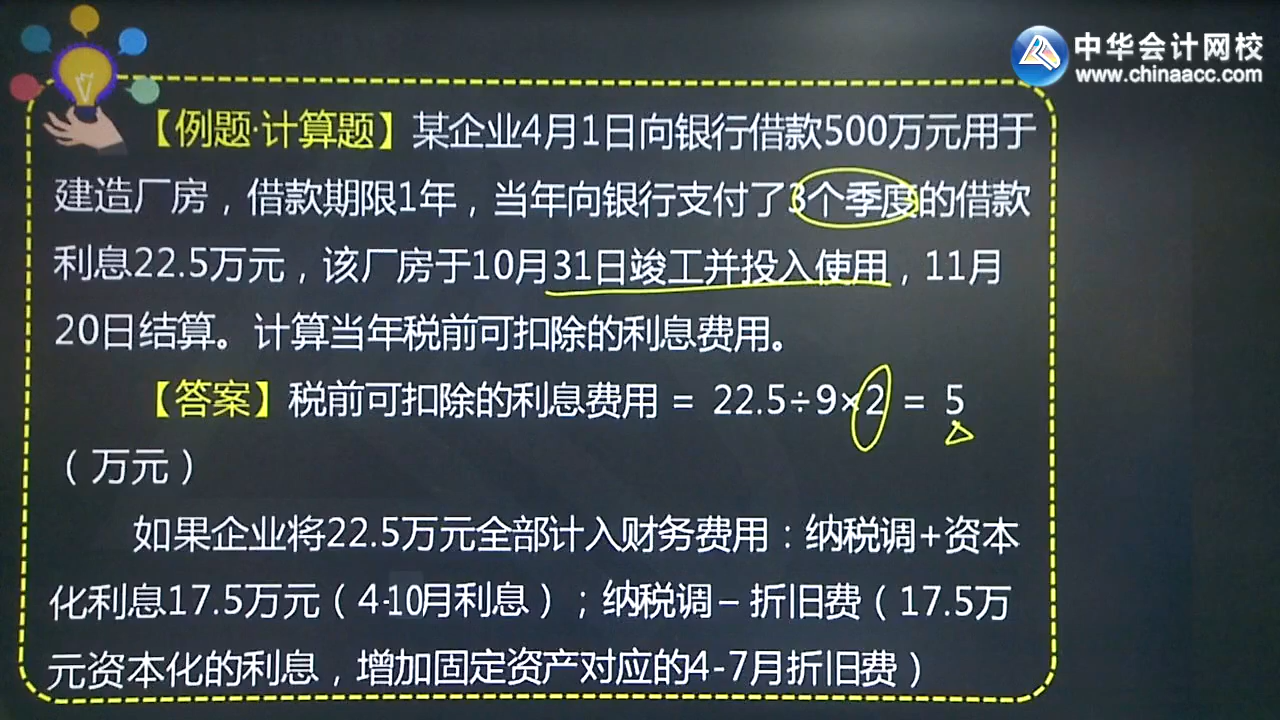 中华会计网校
www.chinaacc.com
【例题·计算题】某企业4月1日向银行借款500万元用于
建造厂房，借款期限1年，当年向银行支付了3个季度的借款
利息22.5万元，该厂房于10月31日竣工并投入使用，11月
20日结算。计算当年税前可扣除的利息费用。
【答案】税前可扣除的利息费用 = 22.5÷9×2 = 5
（万元）
如果企业将22.5万元全部计入财务费用：纳税调+资本
化利息17.5万元（4-10月利息）；纳税调－折旧费（17.5万
元资本化的利息，增加固定资产对应的4-7月折旧费）